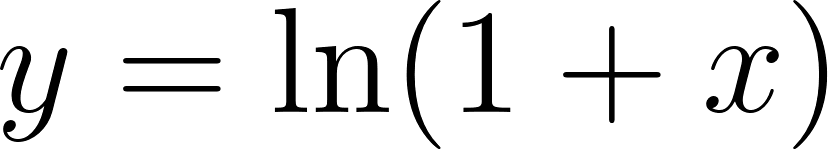 y = ln(1 + x)